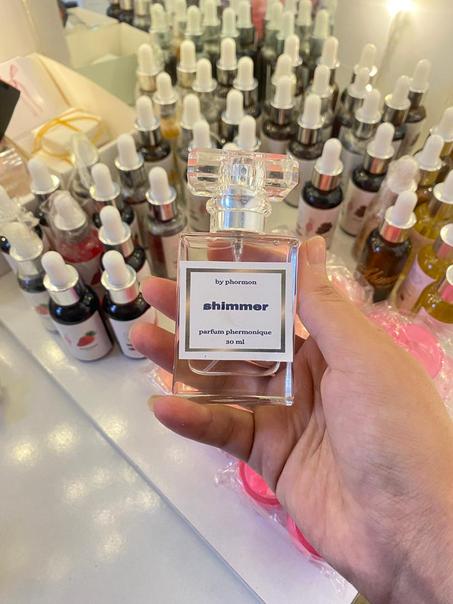 by phormon
shimmer
parfum phermonique
30 ml